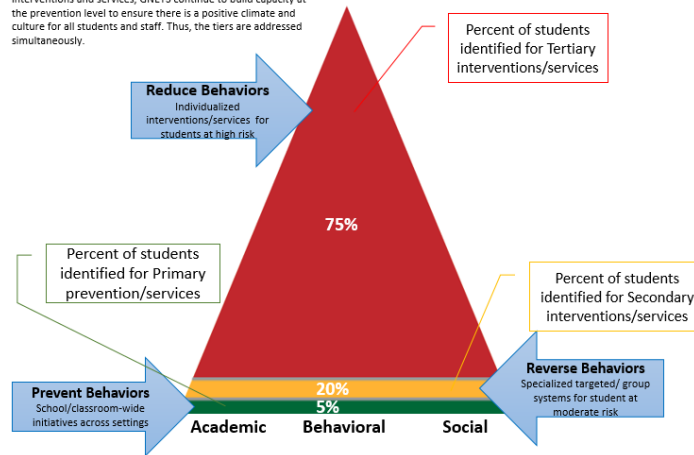 interventions and services, GNETS continue to build capacity at
the prevention level to ensure there is a positive climate and
culture for all students and staff. Thus, the tiers are addressed
simultaneously.
Percent of students
identified for Tertiary
interventions/services
Reduce Behaviors
Individualized
interventions/services for
students at high risk
75%
Percent of students
identified for Primary
prevention/services
Percent of students
identified for Secondary
interventions/services
Reverse Behaviors
Specialized targeted/ group
systems for student at
moderate risk
Prevent Behaviors
School/classroom-wide
initiatives across settings
20%
5%
Academic Behavioral Social